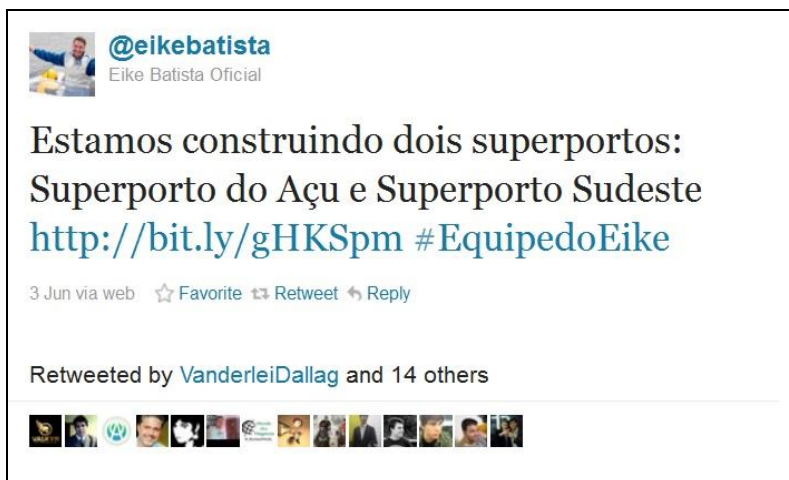 @eikebatista
Eike Batista Oficial
Estamos construindo dois superportos:
Superporto do Açu e Superporto Sudeste
http://bit.ly/gHKSpm #EquipedoEike
3 Jun via web Favorite Retweet Reply
Retweeted by VanderleiDallag and 14 others